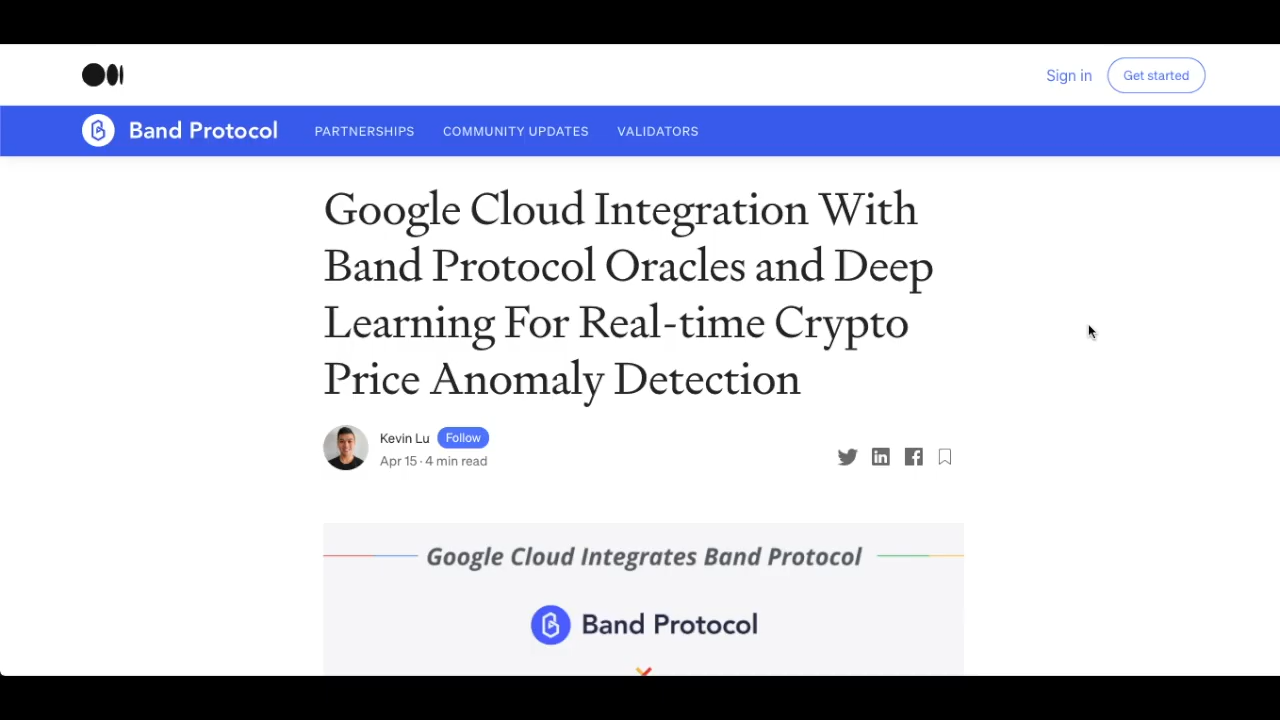 Sign in
Get started
Band Protocol
PARTNERSHIPS
COMMUNITY UPDATES
VALIDATORS
Google Cloud Integration With
Band Protocol Oracles and Deep
Learning For Real-time Crypto
Price Anomaly Detection
Kevin Lu
Follow
Apr 15 · 4 min read
Google Cloud Integrates Band Protocol
Band Protocol